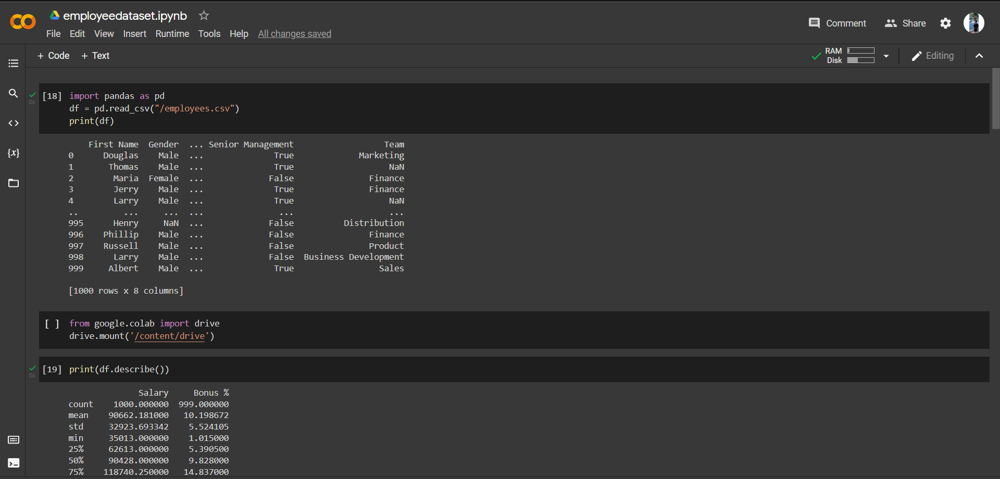 employeedataset.ipynb
File Edit View Insert Runtime Tools Help All changes saved
Comment Share
+ Code + Text
RAM
Disk
Editing
[18] import pandas as pd
df = pd.read_csv("/employees.csv")
print(df)
0s
    First Name  Gender  ... Senior Management                  Team
0      Douglas    Male  ...              True             Marketing
1       Thomas    Male  ...              True                   NaN
2        Maria  Female  ...             False               Finance
3        Jerry    Male  ...              True               Finance
4        Larry    Male  ...              True                   NaN
..         ...     ...  ...               ...                   ...
995      Henry     NaN  ...             False          Distribution
996    Phillip    Male  ...             False               Finance
997    Russell    Male  ...             False               Product
998      Larry    Male  ...             False  Business Development
999     Albert    Male  ...              True                 Sales
[1000 rows x 8 columns]
[ ] from google.colab import drive
drive.mount('/content/drive')
[19] print(df.describe())
0s
              Salary     Bonus %
count    1000.000000  999.000000
mean    90662.181000   10.198672
std     32923.693342    5.524105
min     35013.000000    1.015000
25%     62613.000000    5.390500
50%     90428.000000    9.828000
75%    118740.250000   14.837000